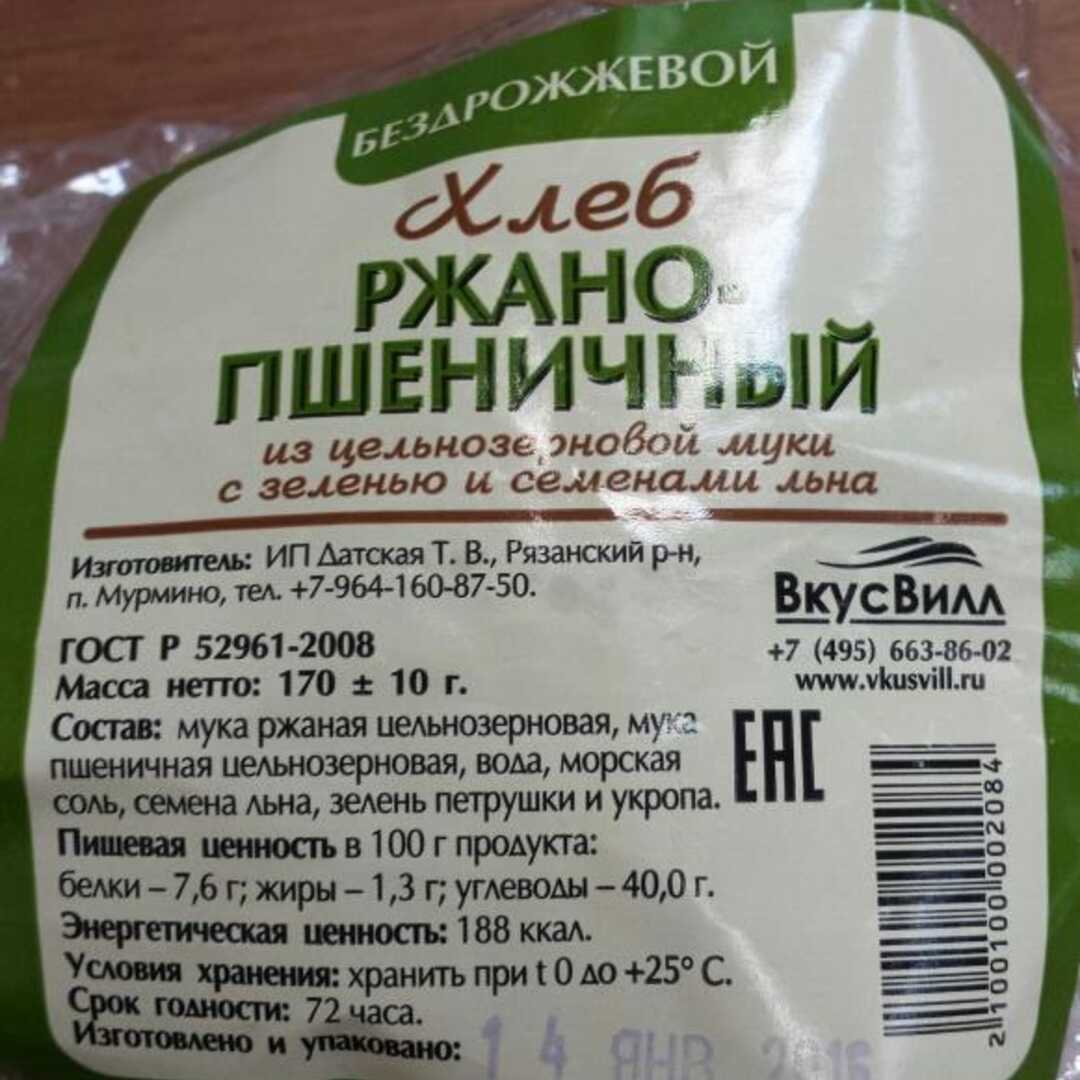 БЕЗДРОЖЖЕВОЙ
Хлеб
РЖАНО-
ПШЕНИЧНЫЙ
из цельнозерновой муки
с зеленью и семенами льна
Изготовитель: ИП Датская Т. В., Рязанский р-н,
п. Мурмино, тел. +7-964-160-87-50.
ВкусВилл
+7 (495) 663-86-02
www.vkusvill.ru
ГОСТ Р 52961-2008
Масса нетто: 170 ± 10 г.
Состав: мука ржаная цельнозерновая, мука
пшеничная цельнозерновая, вода, морская
соль, семена льна, зелень петрушки и укропа.
EAC
Пищевая ценность в 100 г продукта:
белки – 7,6 г; жиры – 1,3 г; углеводы – 40,0 г.
Энергетическая ценность: 188 ккал.
Условия хранения: хранить при t 0 до +25° С.
Срок годности: 72 часа.
Изготовлено и упаковано: 14 ЯНВ 2016
2100100002084